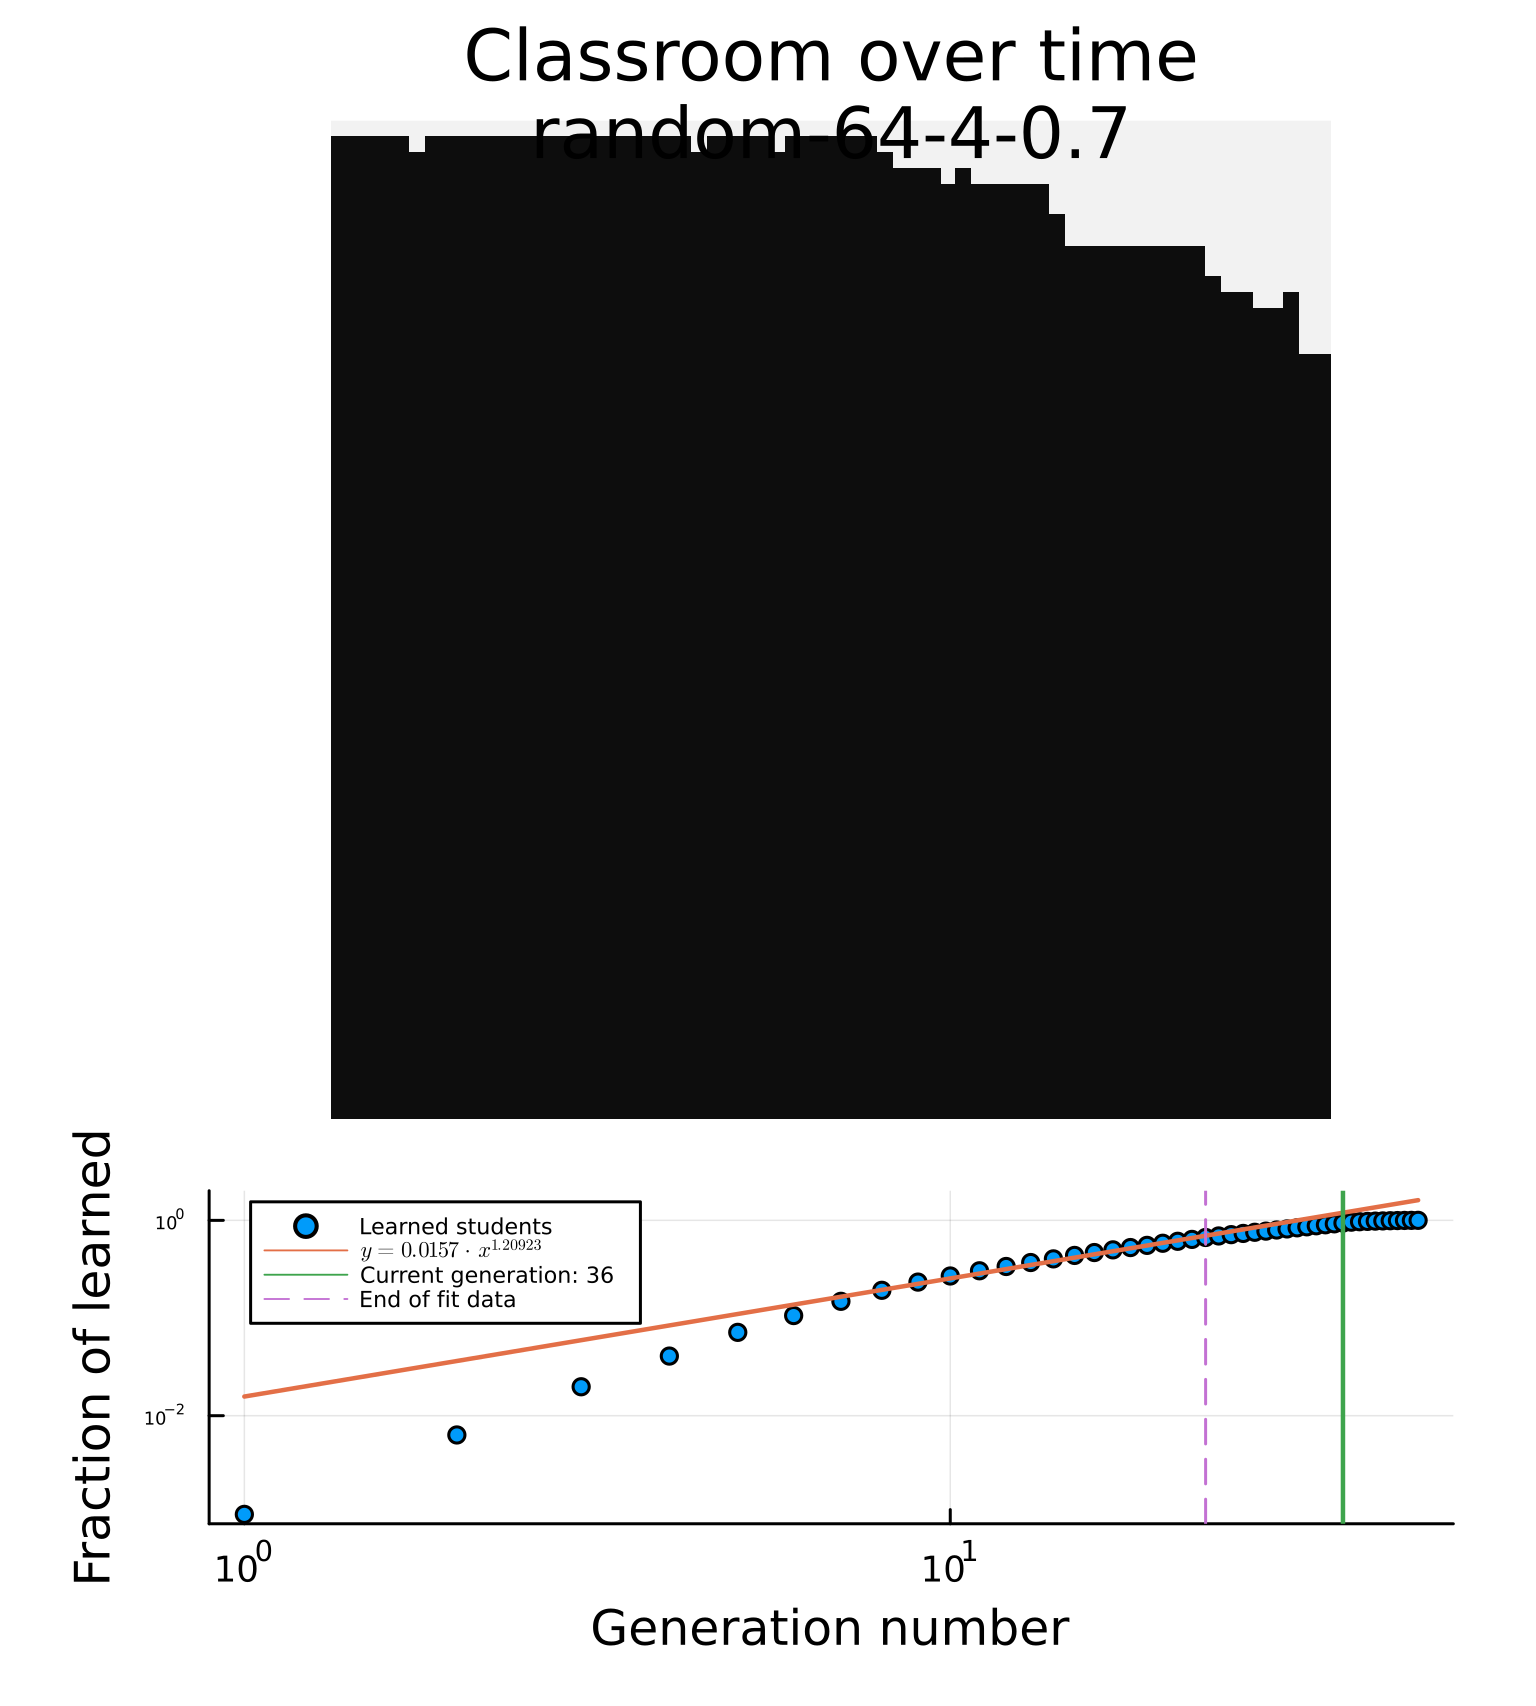 Classroom over time
random-64-4-0.7
Fraction of learned
10⁰
10⁻²
Learned students
y = 0.0157 · x^1.20923
Current generation: 36
End of fit data
10⁰
10¹
Generation number